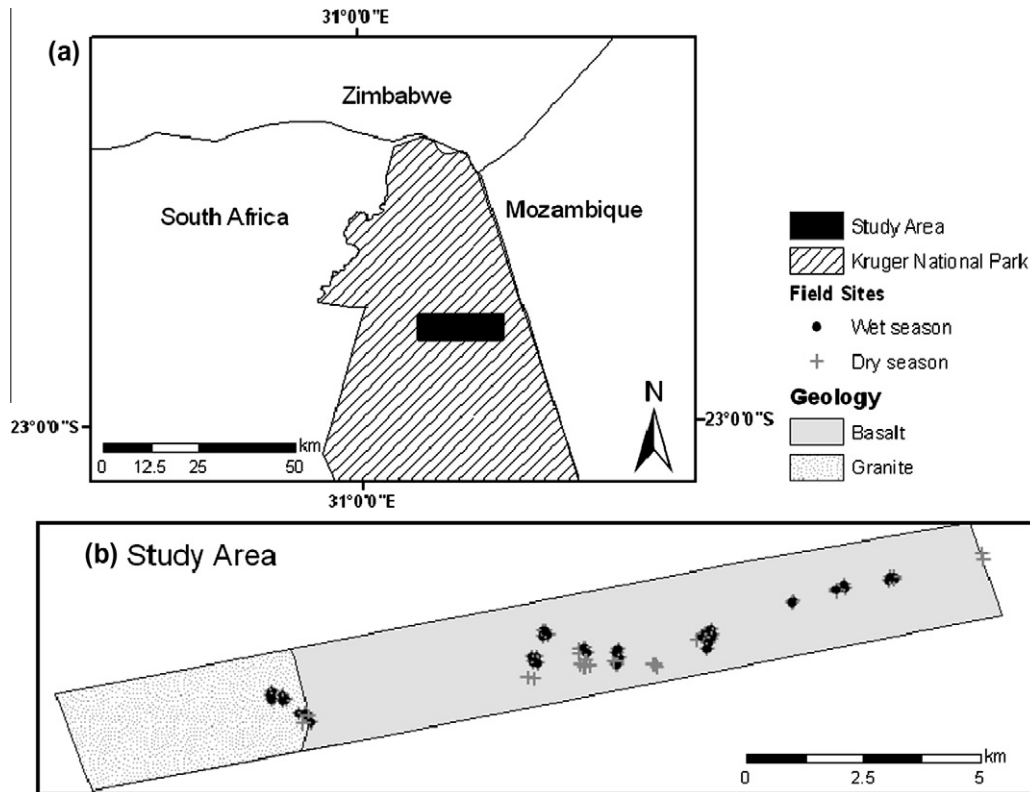 31°0'0"E
(a)
Zimbabwe
South Africa
Mozambique
23°0'0"S
23°0'0"S
km
0 12.5 25 50
N
31°0'0"E
Study Area
Kruger National Park
Field Sites
Wet season
Dry season
Geology
Basalt
Granite
(b) Study Area
km
0 2.5 5